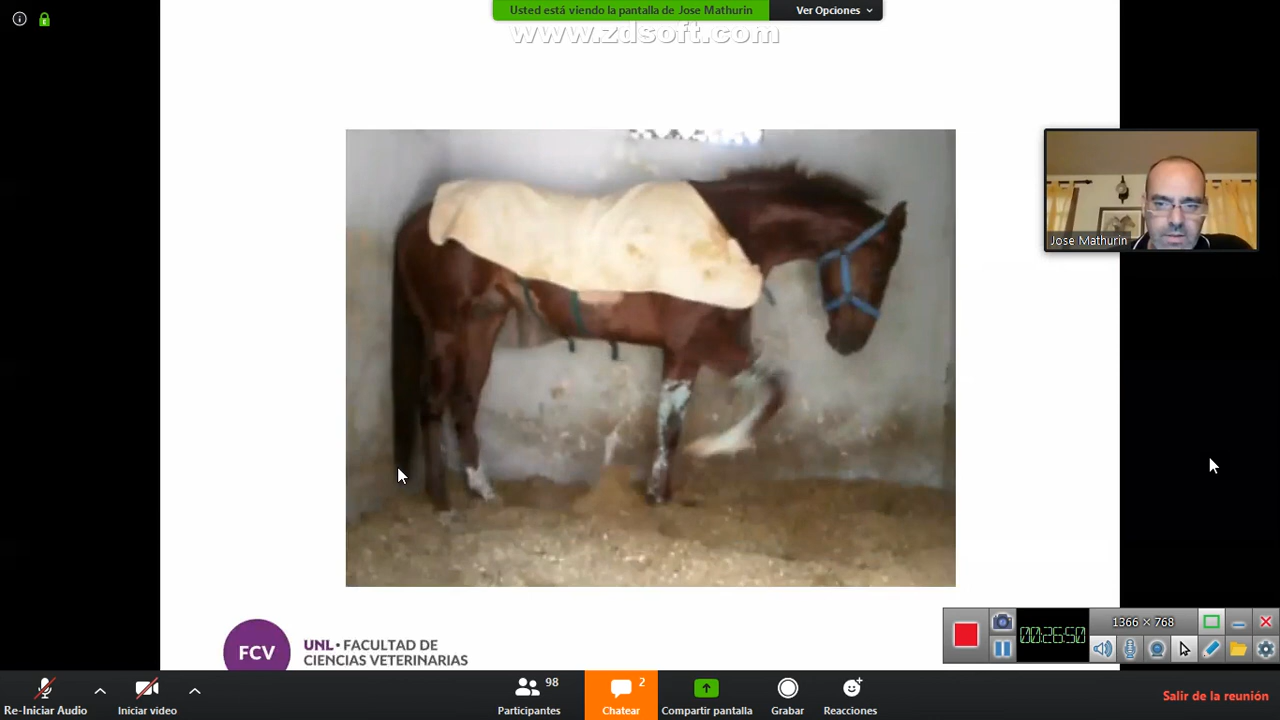 Usted está viendo la pantalla de Jose Mathurin
Ver Opciones
www.zdsoft.com
Jose Mathurin
FCV
UNL • FACULTAD DE
CIENCIAS VETERINARIAS
1366 × 768
00:26:50
Re-Iniciar Audio
Iniciar video
Participantes
98
Chatear
2
Compartir pantalla
Grabar
Reacciones
Salir de la reunión